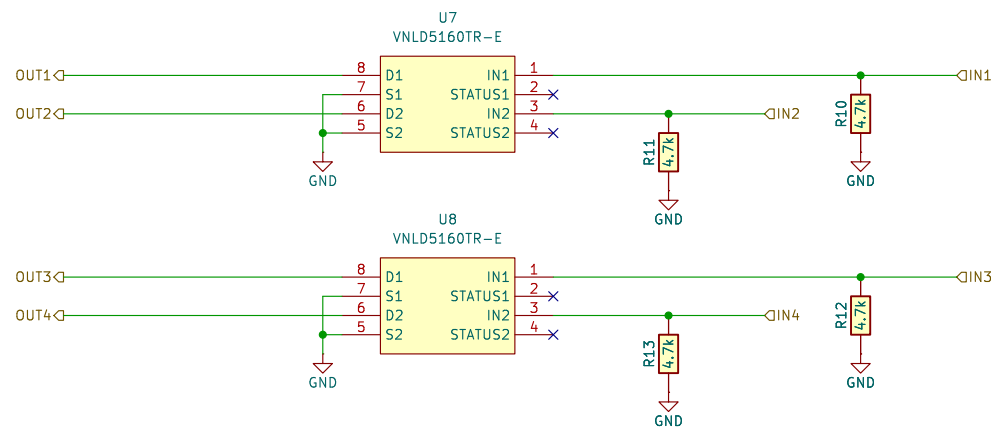 U7
VNLD5160TR-E
OUT1 8 D1 IN1 1 IN1
7 S1 STATUS1 2
OUT2 6 D2 IN2 3 IN2
5 S2 STATUS2 4
R10 4.7k
R11 4.7k
GND
GND
GND
U8
VNLD5160TR-E
OUT3 8 D1 IN1 1 IN3
7 S1 STATUS1 2
OUT4 6 D2 IN2 3 IN4
5 S2 STATUS2 4
R12 4.7k
R13 4.7k
GND
GND
GND